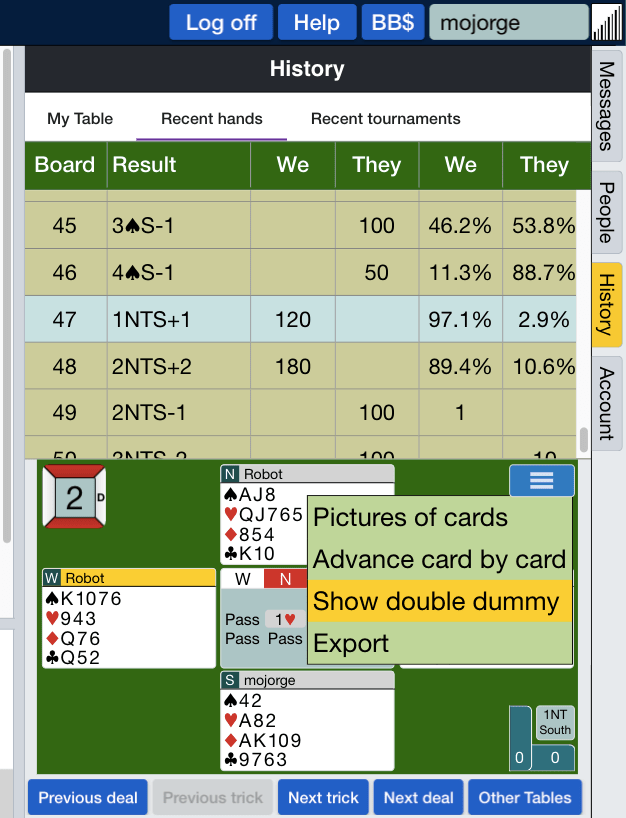 Log off Help BB$ mojorge
History
My Table Recent hands Recent tournaments
Board Result We They We They
45 3♠S-1 100 46.2% 53.8%
46 4♠S-1 50 11.3% 88.7%
47 1NTS+1 120 97.1% 2.9%
48 2NTS+2 180 89.4% 10.6%
49 2NTS-1 100 1
Messages
People
History
Account
2 D
N Robot
♠AJ8
♥QJ765
♦854
♣K10
Pictures of cards
Advance card by card
Show double dummy
Export
W Robot
♠K1076
♥943
♦Q76
♣Q52
W N
Pass 1♥
Pass Pass
S mojorge
♠42
♥A82
♦AK109
♣9763
1NT
South
0 0
Previous deal Previous trick Next trick Next deal Other Tables